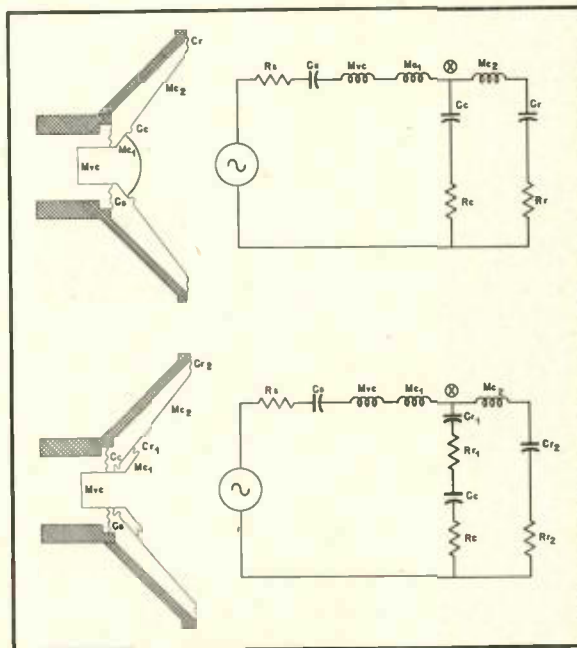 Cr
Mc2
Cc
Mc1
Mvc
Cs
Rs Cs Mvc Mc1 X Mc2
Cc Cr
Rc Rr
Cr2
Mc2
Cr1
Cc
Mc1
Mvc
Cs
Rs Cs Mvc Mc1 X Mc2
Cr1
Rr1 Cr2
Cc
Rc Rr2